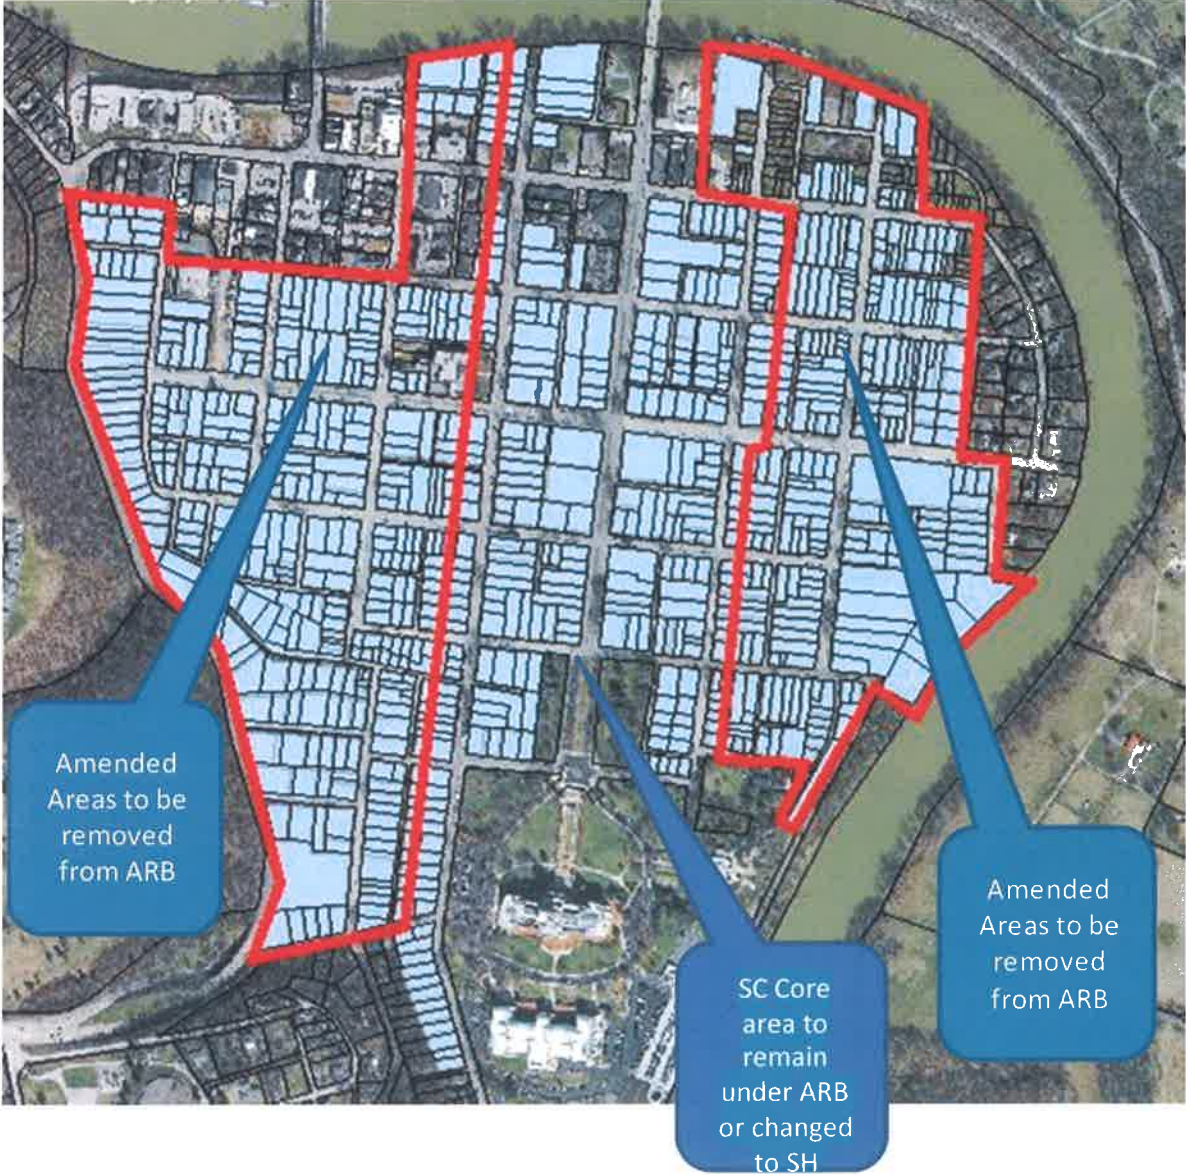 Amended
Areas to be
removed
from ARB
SC Core
area to
remain
under ARB
or changed
to SH
Amended
Areas to be
removed
from ARB